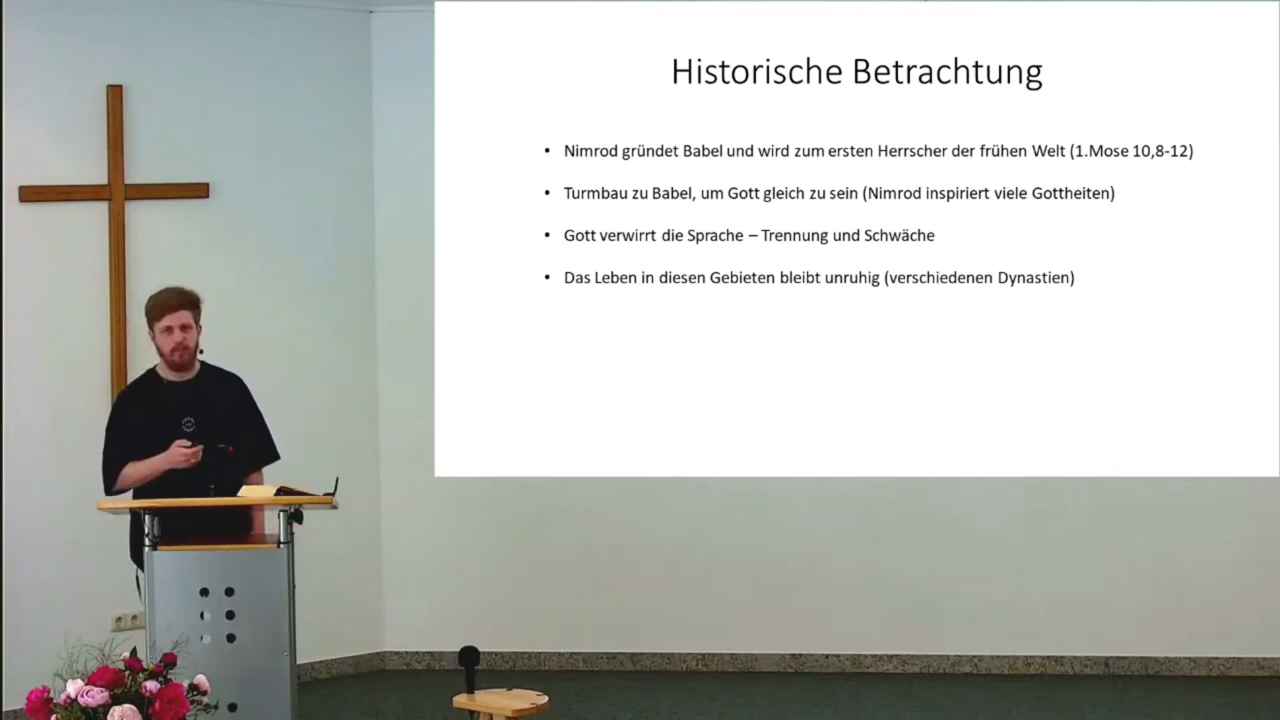 Historische Betrachtung
• Nimrod gründet Babel und wird zum ersten Herrscher der frühen Welt (1.Mose 10,8-12)
• Turmbau zu Babel, um Gott gleich zu sein (Nimrod inspiriert viele Gottheiten)
• Gott verwirrt die Sprache – Trennung und Schwäche
• Das Leben in diesen Gebieten bleibt unruhig (verschiedenen Dynastien)